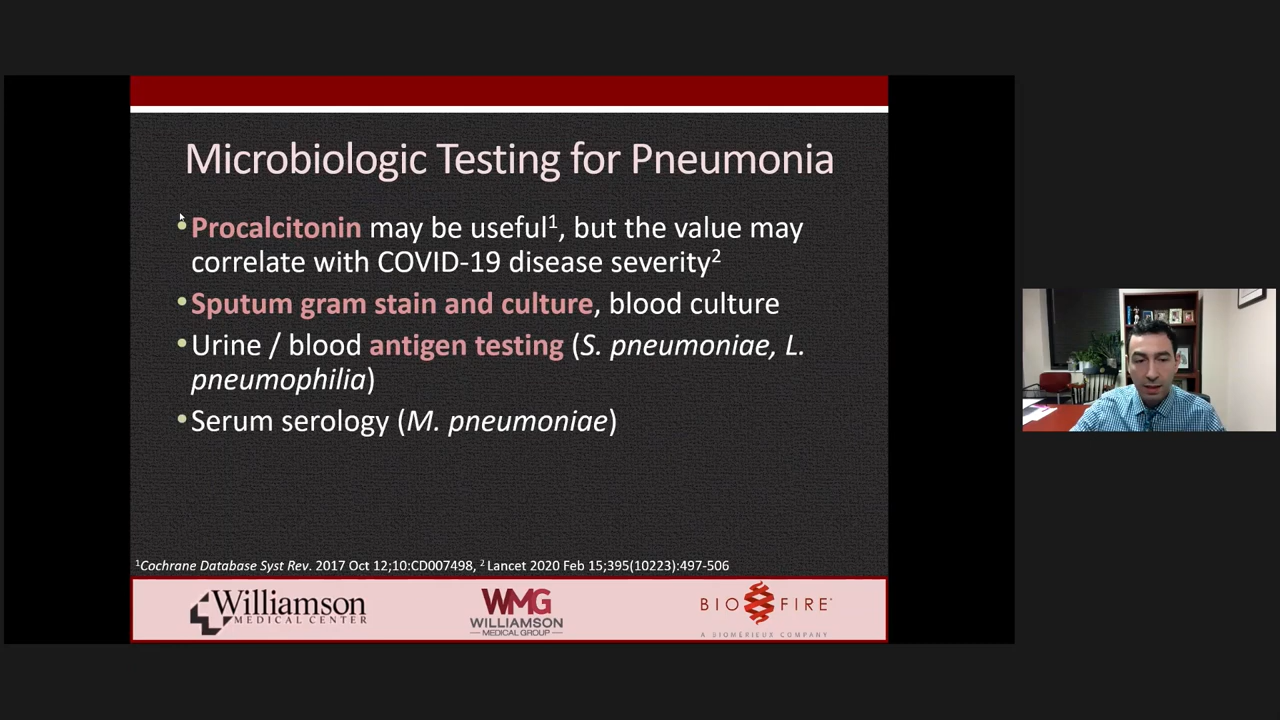 Microbiologic Testing for Pneumonia
• Procalcitonin may be useful¹, but the value may
correlate with COVID-19 disease severity²
• Sputum gram stain and culture, blood culture
• Urine / blood antigen testing (S. pneumoniae, L.
pneumophilia)
• Serum serology (M. pneumoniae)
¹Cochrane Database Syst Rev. 2017 Oct 12;10:CD007498, ² Lancet 2020 Feb 15;395(10223):497-506
Williamson
MEDICAL CENTER
WMG
WILLIAMSON
MEDICAL GROUP
BIO FIRE
A BIOMÉRIEUX COMPANY